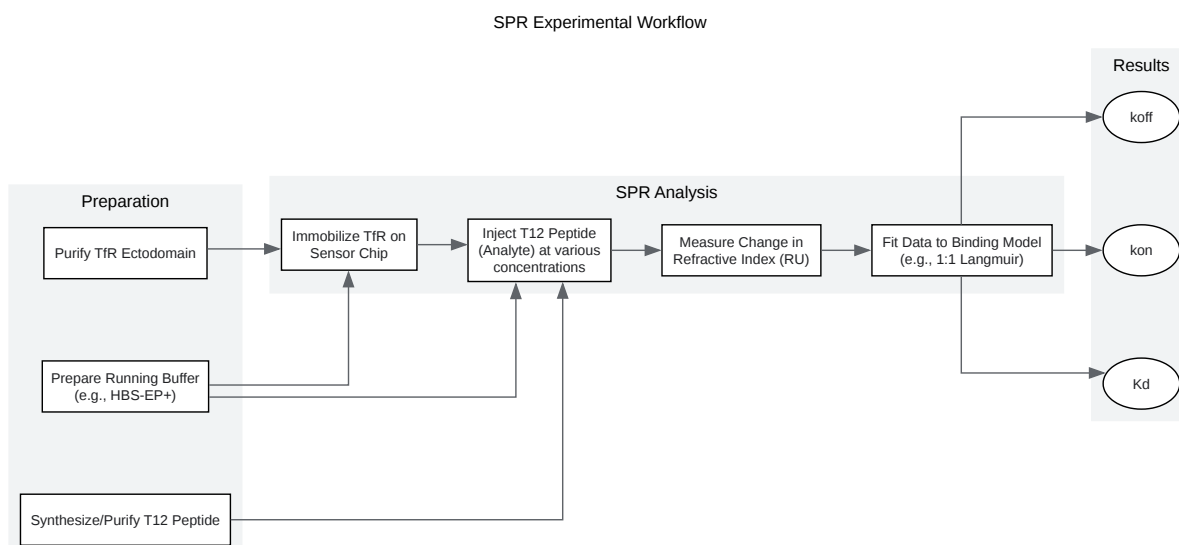 SPR Experimental Workflow
Preparation
Purify TfR Ectodomain
Prepare Running Buffer
(e.g., HBS-EP+)
Synthesize/Purify T12 Peptide
SPR Analysis
Immobilize TfR on
Sensor Chip
Inject T12 Peptide
(Analyte) at various
concentrations
Measure Change in
Refractive Index (RU)
Fit Data to Binding Model
(e.g., 1:1 Langmuir)
Results
koff
kon
Kd